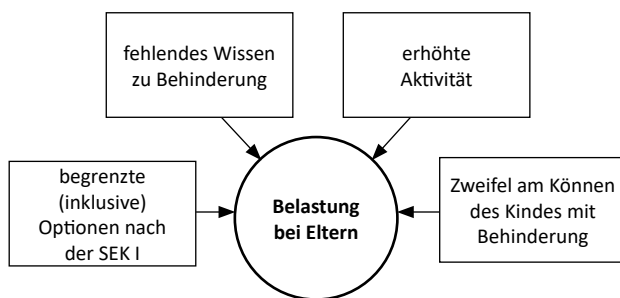 fehlendes Wissen
zu Behinderung
erhöhte
Aktivität
begrenzte
(inklusive)
Optionen nach
der SEK I
Belastung
bei Eltern
Zweifel am Können
des Kindes mit
Behinderung